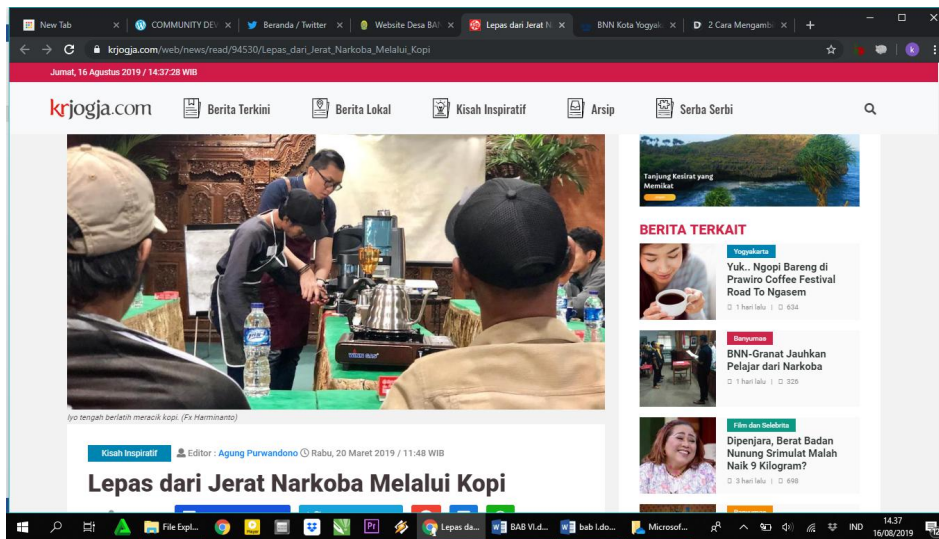 New Tab
COMMUNITY DEV
Beranda / Twitter
Website Desa BAN
Lepas dari Jerat N
BNN Kota Yogyak
2 Cara Mengambi
krjogja.com/web/news/read/94530/Lepas_dari_Jerat_Narkoba_Melalui_Kopi
Jumat, 16 Agustus 2019 / 14:37:28 WIB
krjogja.com
Berita Terkini
Berita Lokal
Kisah Inspiratif
Arsip
Serba Serbi
WINN GAS
Iyo tengah berlatih meracik kopi. (Fx Harminanto)
Kisah Inspiratif
Editor : Agung Purwandono Rabu, 20 Maret 2019 / 11:48 WIB
Lepas dari Jerat Narkoba Melalui Kopi
Tanjung Kesirat yang
Memikat
BERITA TERKAIT
Yogyakarta
Yuk.. Ngopi Bareng di
Prawiro Coffee Festival
Road To Ngasem
1 hari lalu | 634
Banyumas
BNN-Granat Jauhkan
Pelajar dari Narkoba
1 hari lalu | 326
Film dan Selebrita
Dipenjara, Berat Badan
Nunung Srimulat Malah
Naik 9 Kilogram?
3 hari lalu | 698
File Expl...
Lepas da...
BAB VI.d...
bab I.do...
Microsof...
IND
14.37
16/08/2019